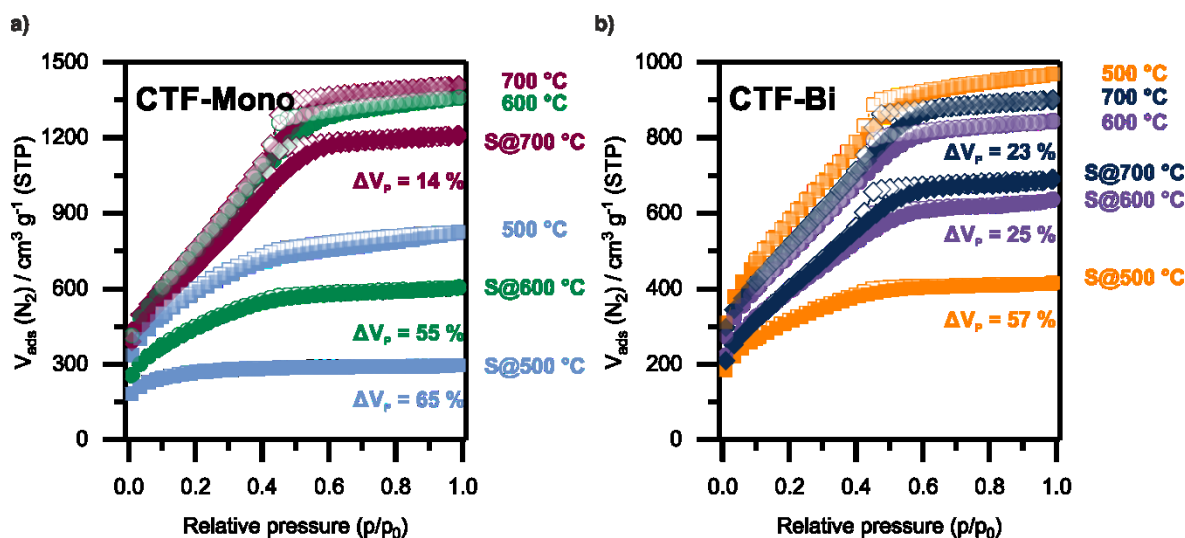 a)
CTF-Mono
V_ads (N₂) / cm³ g⁻¹ (STP)
1500
1200
900
600
300
0
0.0 0.2 0.4 0.6 0.8 1.0
Relative pressure (p/p₀)
700 °C
600 °C
S@700 °C
ΔV_P = 14 %
500 °C
S@600 °C
ΔV_P = 55 %
S@500 °C
ΔV_P = 65 %
b)
CTF-Bi
V_ads (N₂) / cm³ g⁻¹ (STP)
1000
800
600
400
200
0
0.0 0.2 0.4 0.6 0.8 1.0
Relative pressure (p/p₀)
500 °C
700 °C
600 °C
ΔV_P = 23 %
S@700 °C
S@600 °C
ΔV_P = 25 %
S@500 °C
ΔV_P = 57 %